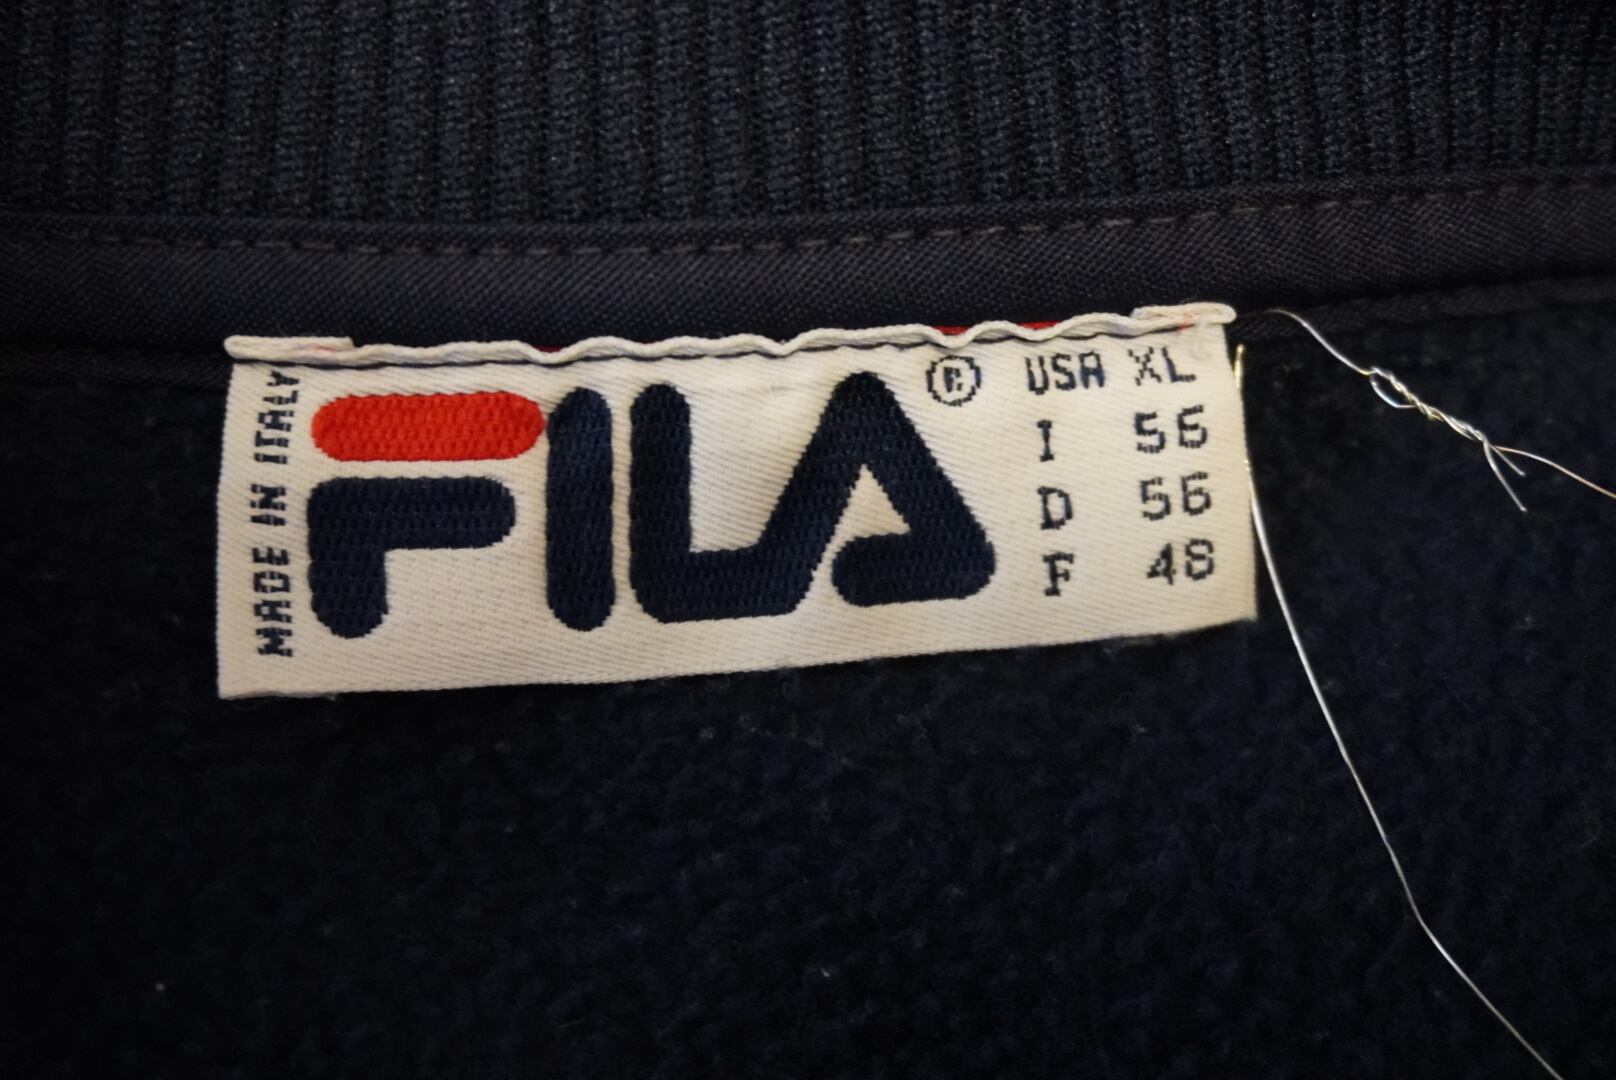 MADE IN ITALY
FILA®
USA XL
I 56
D 56
F 48